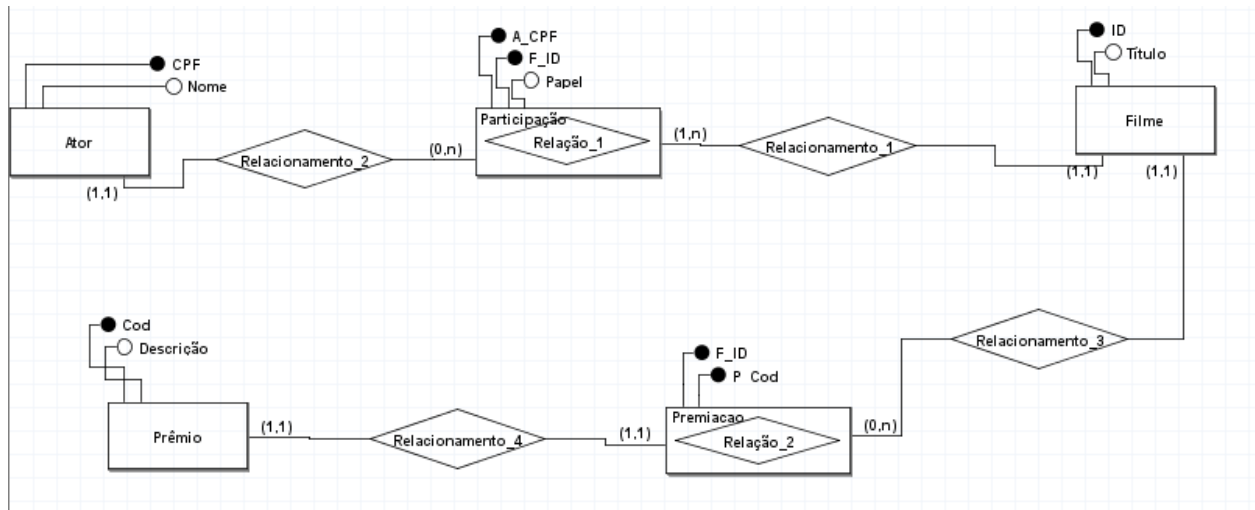 A_CPF
F_ID
Papel
CPF
Nome
ID
Título
Ator
Participação
Relação_1
Filme
Relacionamento_2
(0,n)
(1,n)
Relacionamento_1
(1,1)
(1,1)
(1,1)
Cod
Descrição
F_ID
P_Cod
Relacionamento_3
Prêmio
(1,1)
Relacionamento_4
(1,1)
Premiacao
Relação_2
(0,n)